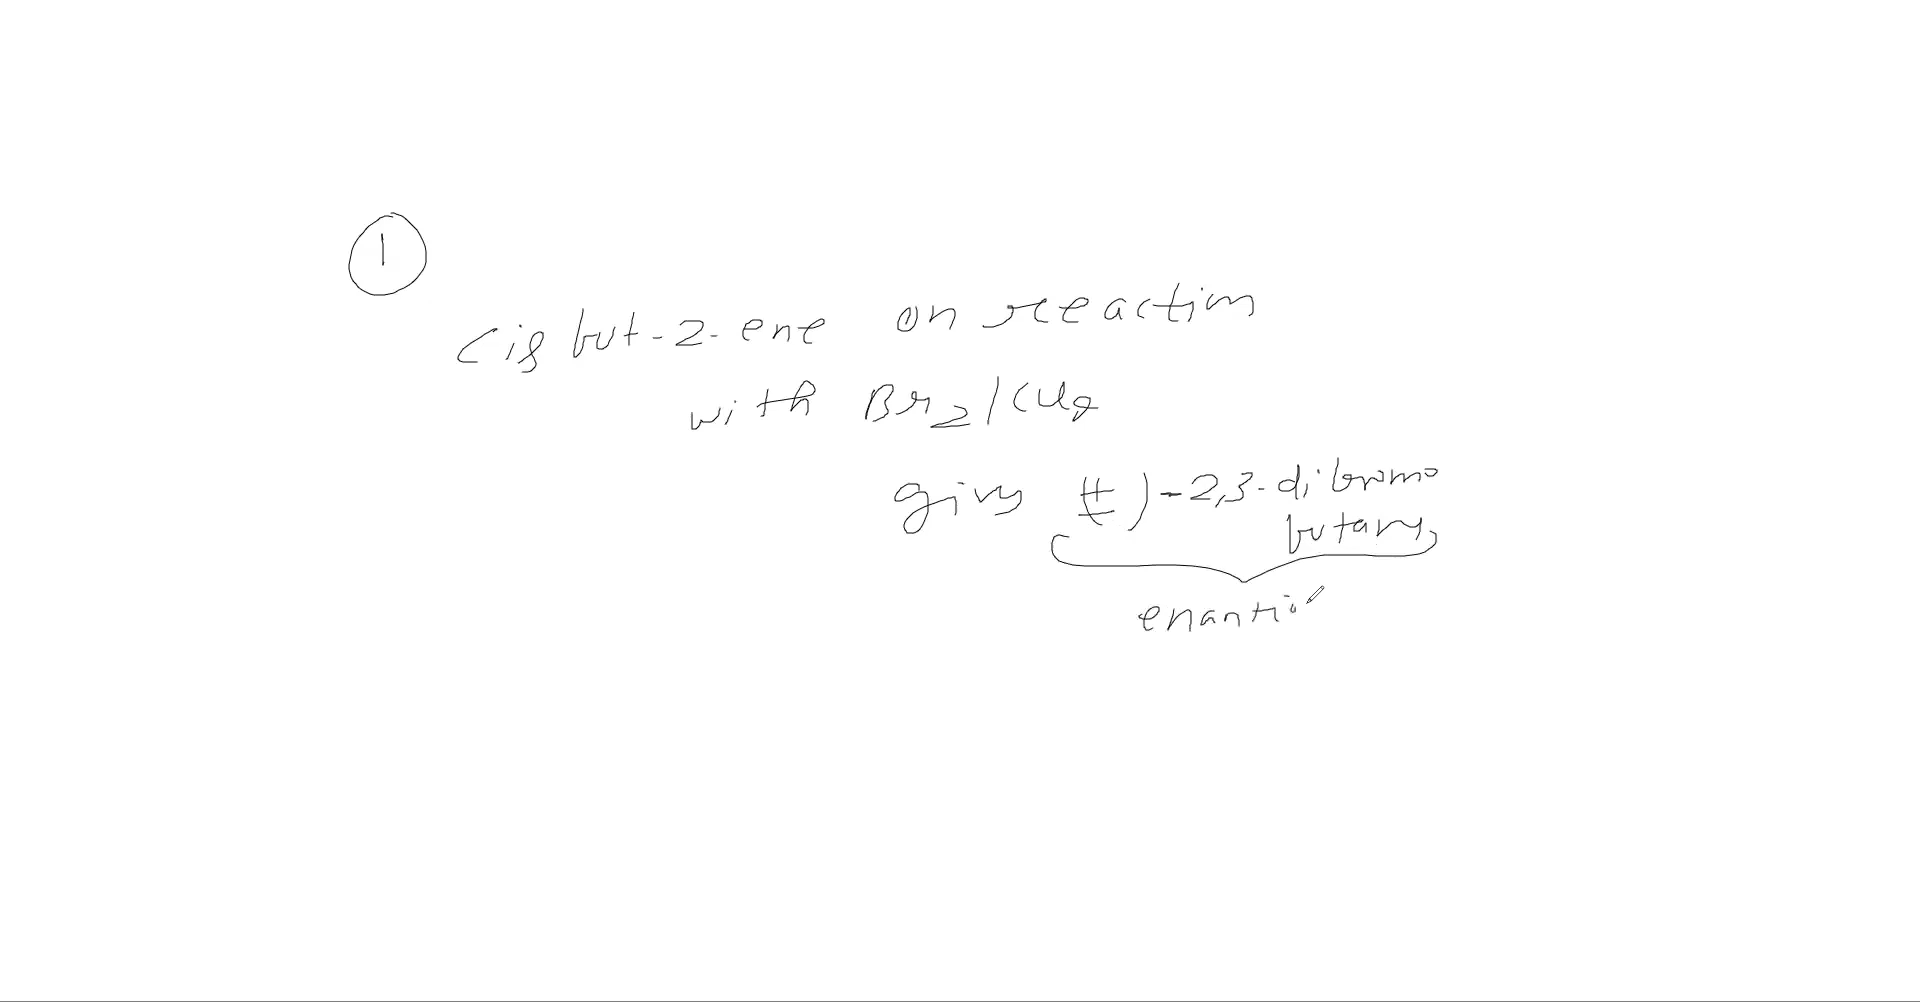 1
cis but-2-ene on reaction
with Br2/CCl4
gives (±)-2,3-dibromo
butane,
enantio